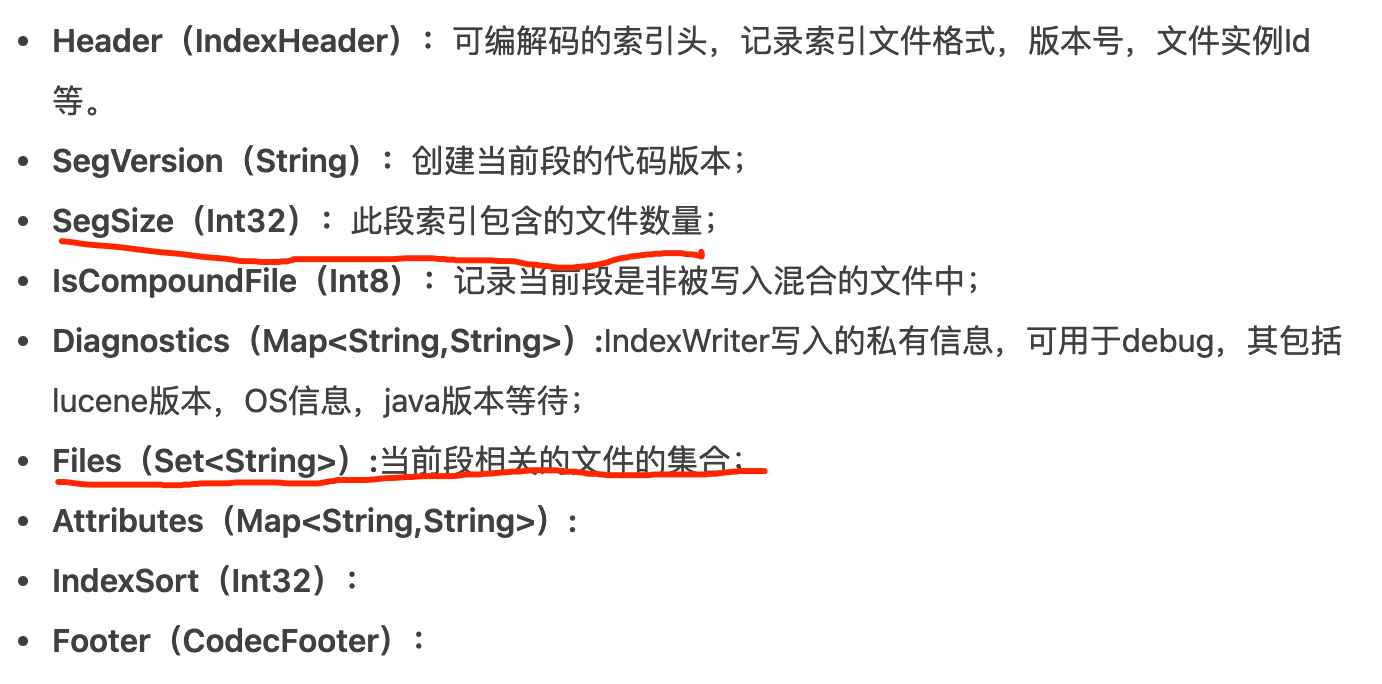 • Header（IndexHeader）：可编解码的索引头，记录索引文件格式，版本号，文件实例Id
等。
• SegVersion（String）：创建当前段的代码版本；
• SegSize（Int32）：此段索引包含的文件数量；
• IsCompoundFile（Int8）：记录当前段是非被写入混合的文件中；
• Diagnostics（Map<String,String>）:IndexWriter写入的私有信息，可用于debug，其包括
lucene版本，OS信息，java版本等待；
• Files（Set<String>）:当前段相关的文件的集合；
• Attributes（Map<String,String>）:
• IndexSort（Int32）：
• Footer（CodecFooter）：